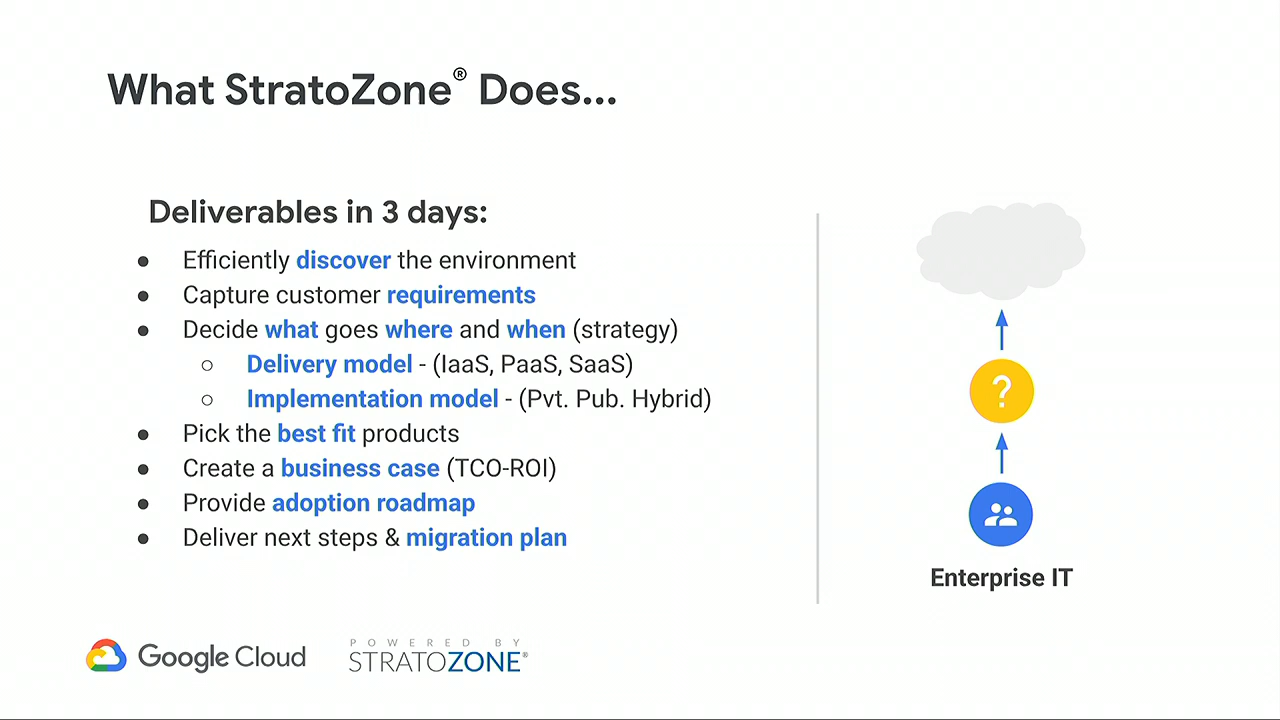 What StratoZone® Does...
Deliverables in 3 days:
● Efficiently discover the environment
● Capture customer requirements
● Decide what goes where and when (strategy)
○ Delivery model - (IaaS, PaaS, SaaS)
○ Implementation model - (Pvt. Pub. Hybrid)
● Pick the best fit products
● Create a business case (TCO-ROI)
● Provide adoption roadmap
● Deliver next steps & migration plan
?
Enterprise IT
Google Cloud
POWERED BY
STRATOZONE®